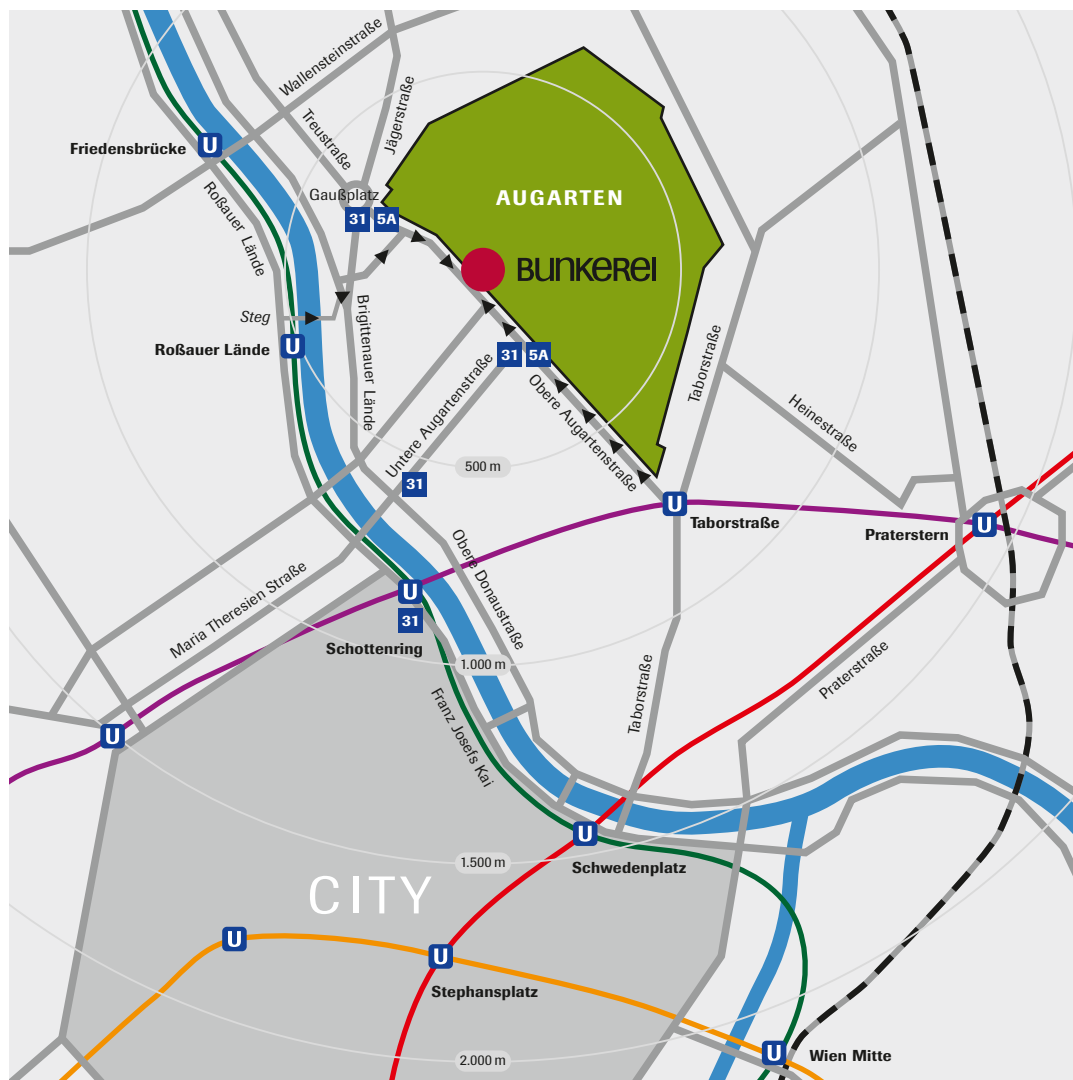 Wallensteinstraße
Treustraße
Jägerstraße
U
Friedensbrücke
Gaußplatz
AUGARTEN
31 5A
Roßauer Lände
BUNKEREI
Steg
Brigittenauer Lände
U
Roßauer Lände
31 5A
Taborstraße
Untere Augartenstraße
Obere Augartenstraße
Heinestraße
500 m
31
U
Taborstraße
U
Praterstern
Obere Donaustraße
Maria Theresien Straße
U
31
Schottenring
1.000 m
Taborstraße
Praterstraße
Franz Josefs Kai
U
U
Schwedenplatz
1.500 m
CITY
U
U
Stephansplatz
2.000 m
U
Wien Mitte